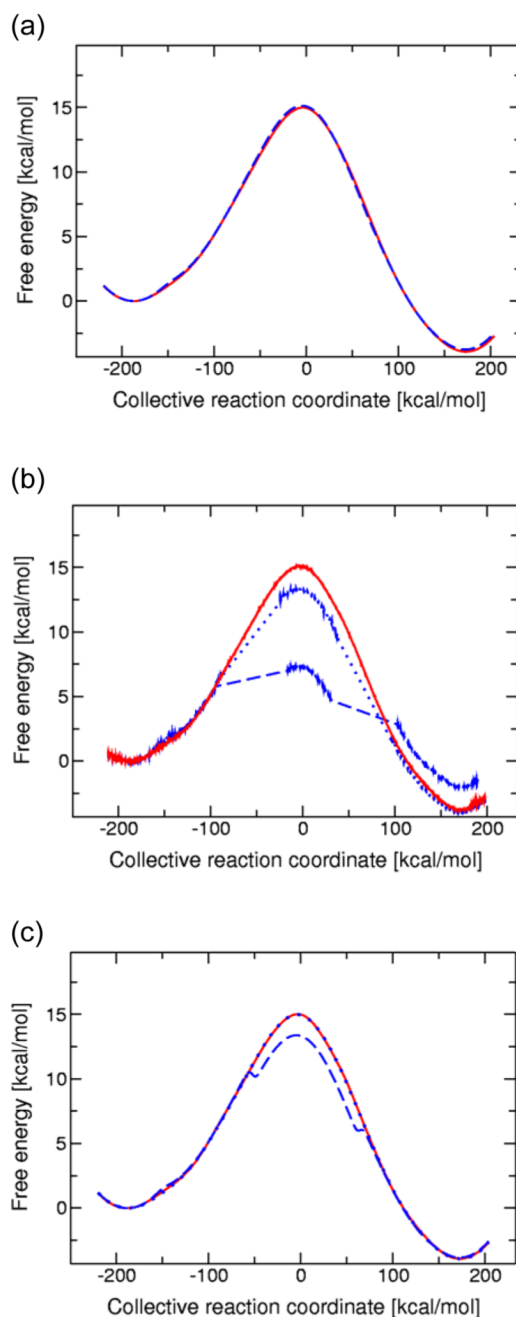 (a)
Free energy [kcal/mol]
15
10
5
0
-200 -100 0 100 200
Collective reaction coordinate [kcal/mol]
(b)
Free energy [kcal/mol]
15
10
5
0
-200 -100 0 100 200
Collective reaction coordinate [kcal/mol]
(c)
Free energy [kcal/mol]
15
10
5
0
-200 -100 0 100 200
Collective reaction coordinate [kcal/mol]